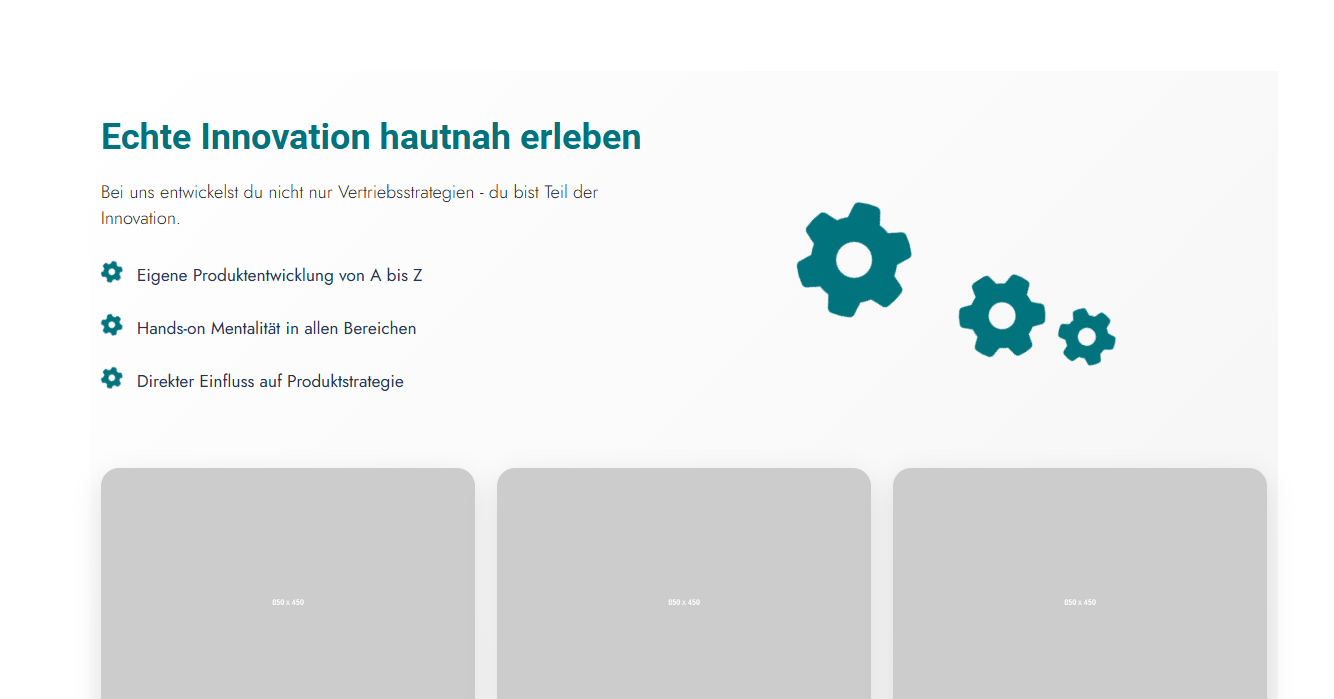 Echte Innovation hautnah erleben
Bei uns entwickelst du nicht nur Vertriebsstrategien - du bist Teil der
Innovation.
Eigene Produktentwicklung von A bis Z
Hands-on Mentalität in allen Bereichen
Direkter Einfluss auf Produktstrategie
850 x 450
850 x 450
850 x 450